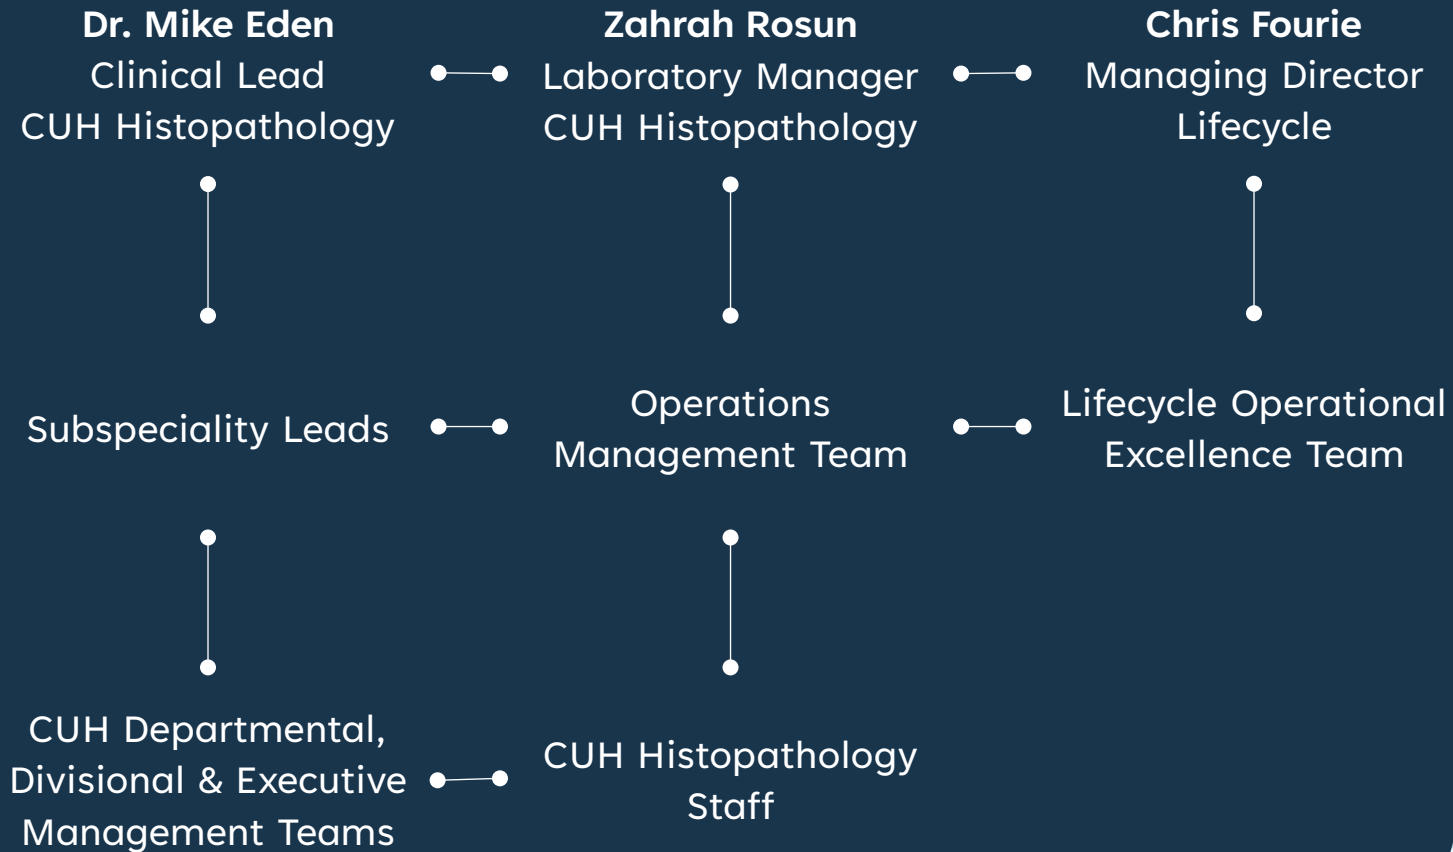 Dr. Mike Eden
Clinical Lead
CUH Histopathology
Zahrah Rosun
Laboratory Manager
CUH Histopathology
Chris Fourie
Managing Director
Lifecycle
Subspeciality Leads
Operations
Management Team
Lifecycle Operational
Excellence Team
CUH Departmental,
Divisional & Executive
Management Teams
CUH Histopathology
Staff